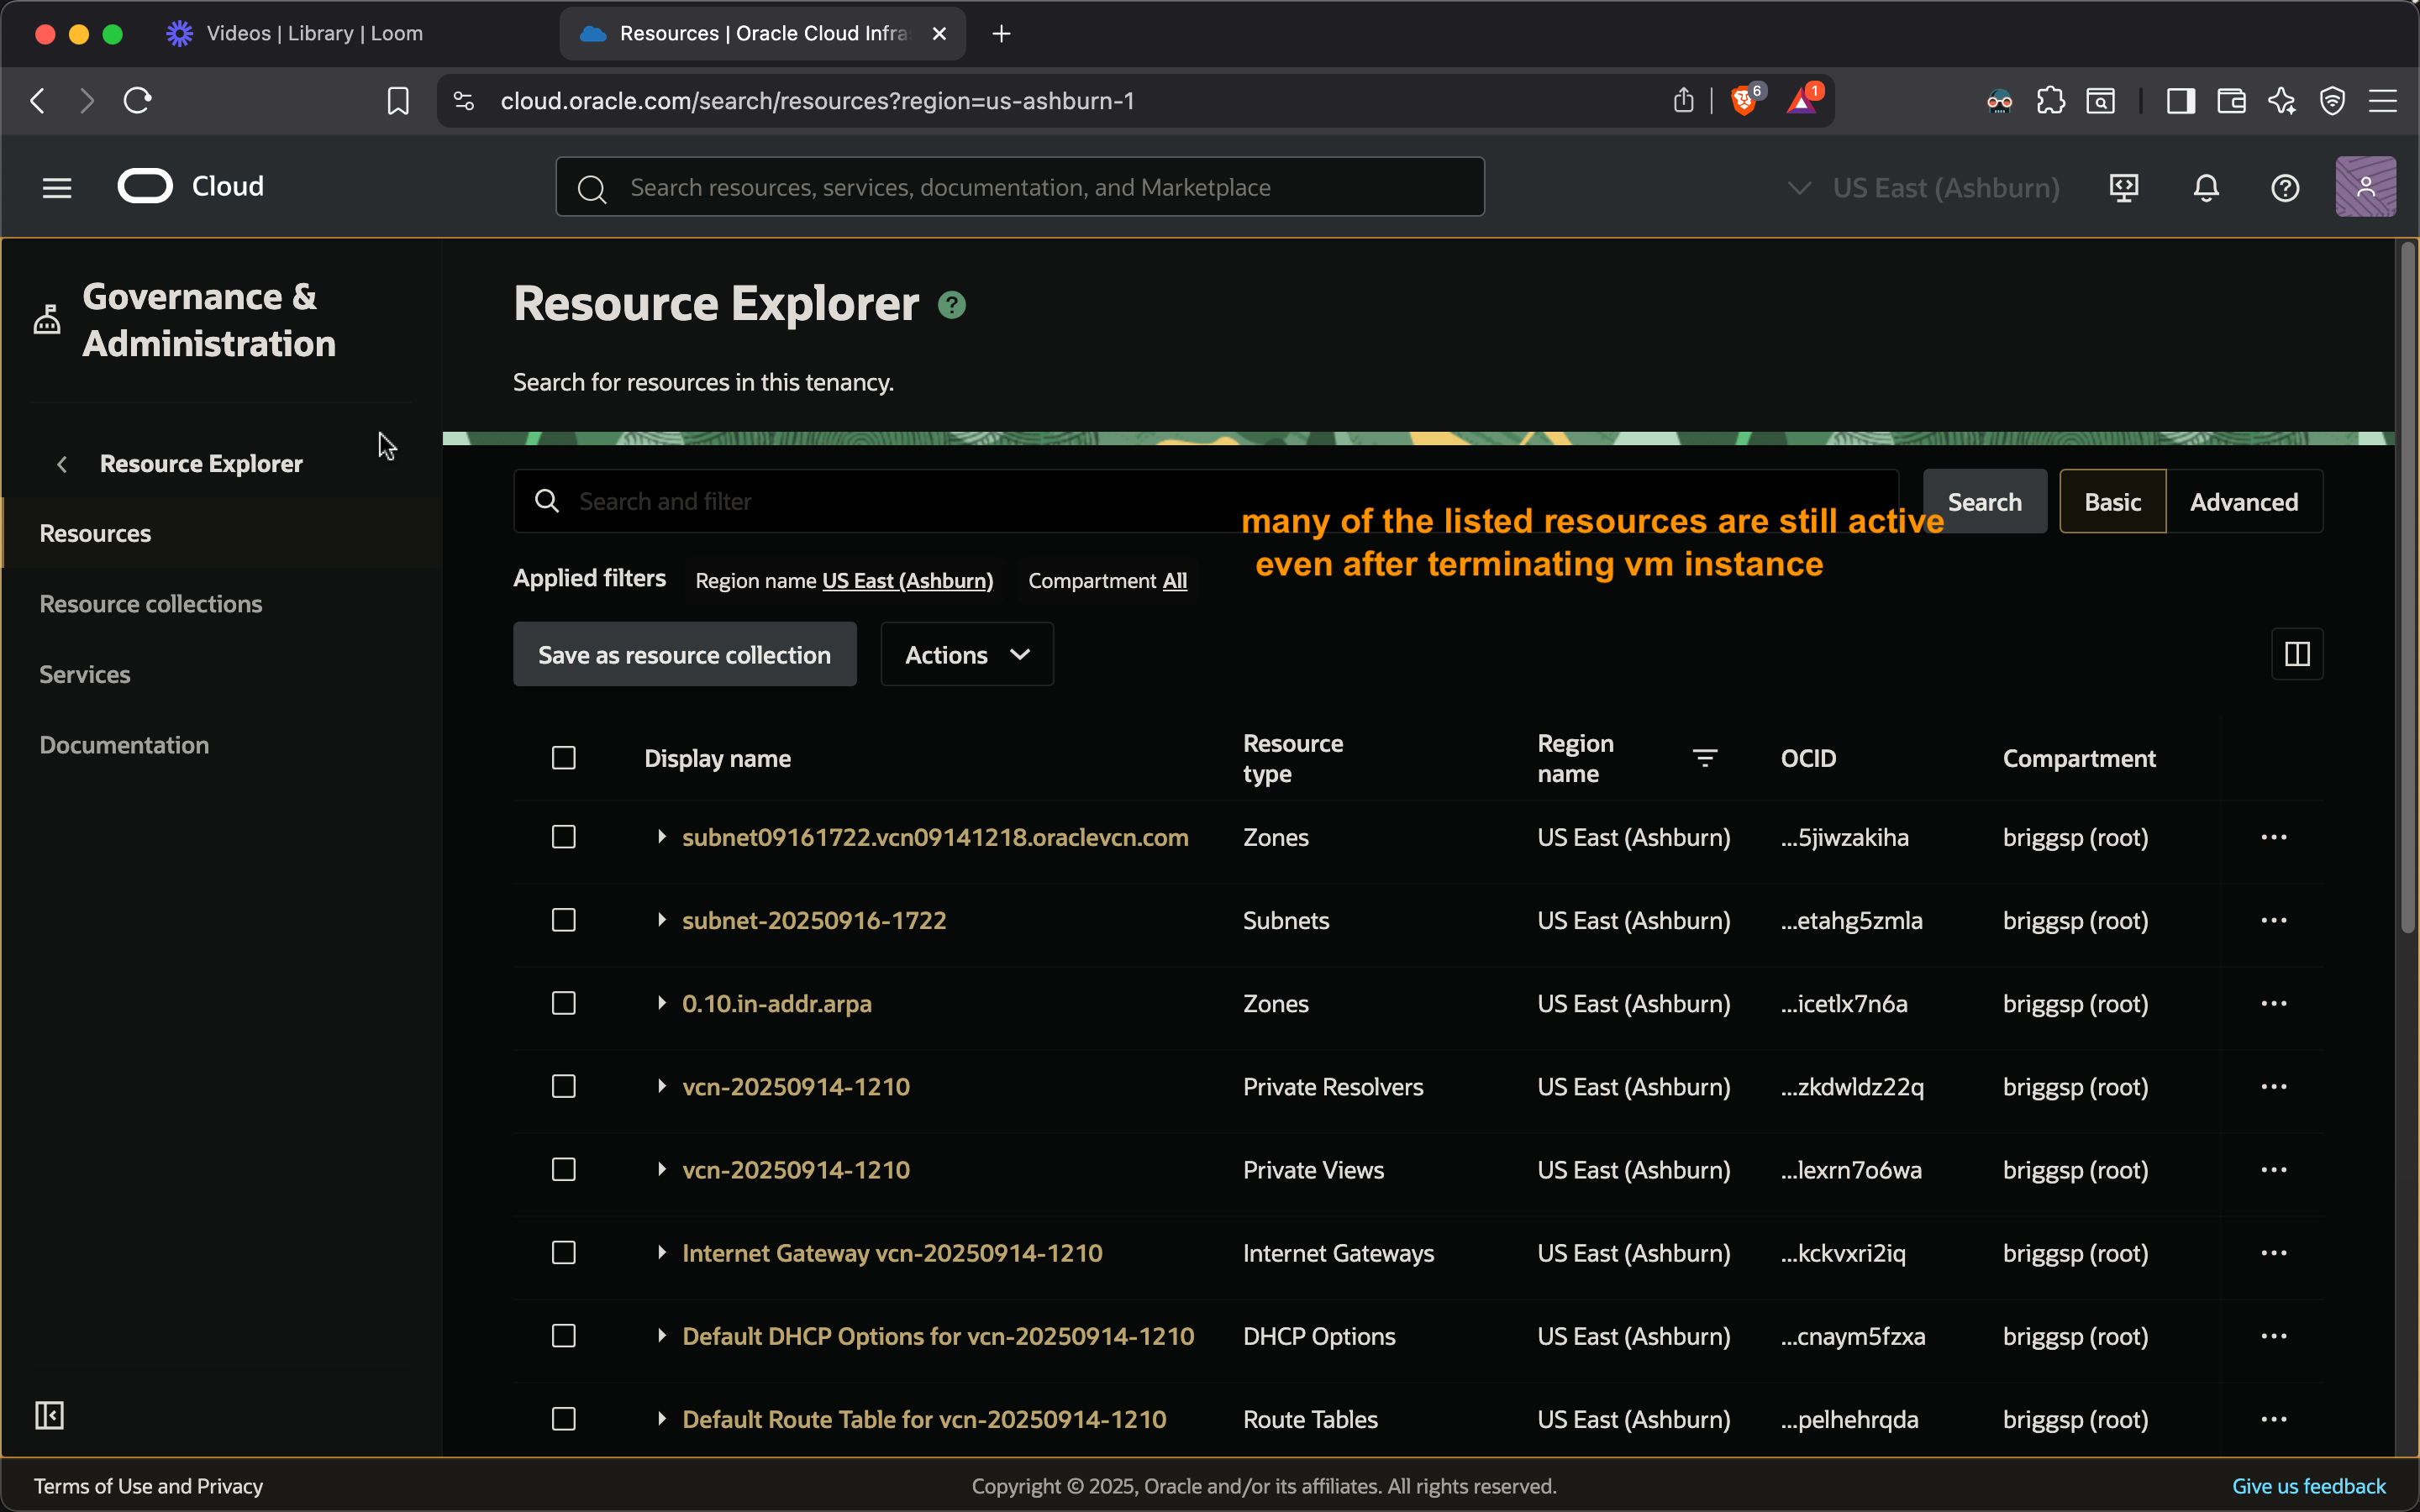 Videos | Library | Loom
Resources | Oracle Cloud Infra
cloud.oracle.com/search/resources?region=us-ashburn-1
6
1
Cloud
Search resources, services, documentation, and Marketplace
US East (Ashburn)
Governance &
Administration
Resource Explorer
Resources
Resource collections
Services
Documentation
Resource Explorer
Search for resources in this tenancy.
Search and filter
Search
Basic
Advanced
many of the listed resources are still active
even after terminating vm instance
Applied filters Region name US East (Ashburn) Compartment All
Save as resource collection
Actions
Display name Resource type Region name OCID Compartment
subnet09161722.vcn09141218.oraclevcn.com Zones US East (Ashburn) ...5jiwzakiha briggsp (root)
subnet-20250916-1722 Subnets US East (Ashburn) ...etahg5zmla briggsp (root)
0.10.in-addr.arpa Zones US East (Ashburn) ...icetlx7n6a briggsp (root)
vcn-20250914-1210 Private Resolvers US East (Ashburn) ...zkdwldz22q briggsp (root)
vcn-20250914-1210 Private Views US East (Ashburn) ...lexrn7o6wa briggsp (root)
Internet Gateway vcn-20250914-1210 Internet Gateways US East (Ashburn) ...kckvxri2iq briggsp (root)
Default DHCP Options for vcn-20250914-1210 DHCP Options US East (Ashburn) ...cnaym5fzxa briggsp (root)
Default Route Table for vcn-20250914-1210 Route Tables US East (Ashburn) ...pelhehrqda briggsp (root)
Terms of Use and Privacy
Copyright © 2025, Oracle and/or its affiliates. All rights reserved.
Give us feedback